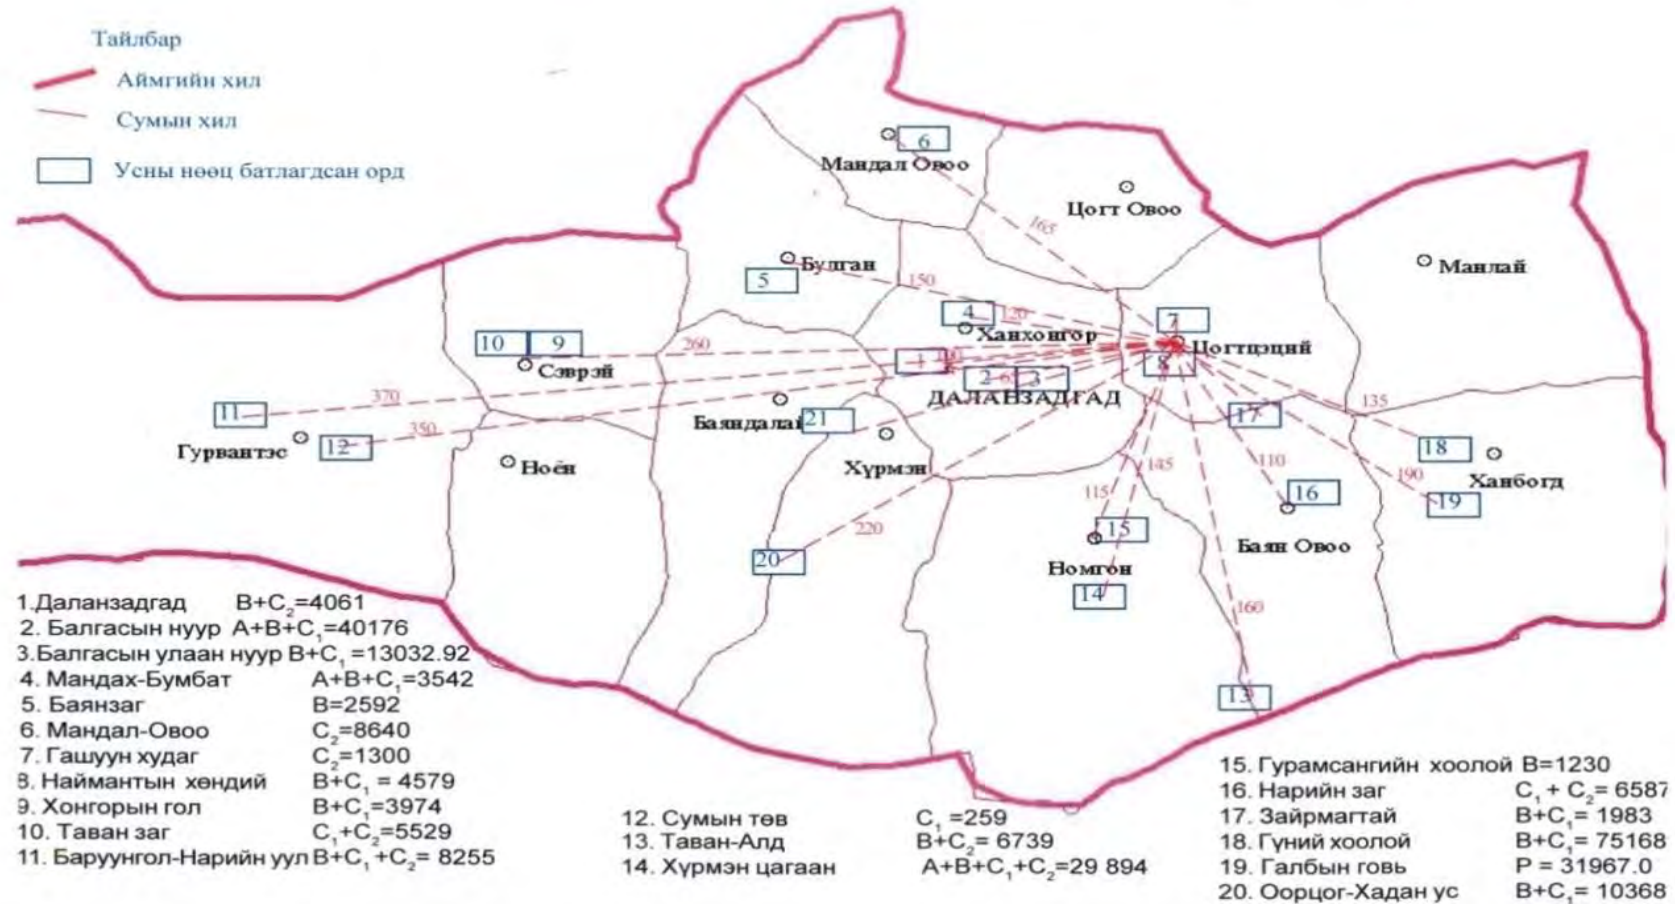 Тайлбар
Аймгийн хил
Сумын хил
Усны нөөц батлагдсан орд
6
Мандал Овоо
Цогт Овоо
165
Булган
5
150
Манлай
4
120
Ханхонгор
7
Цогтцэций
10
9
260
Сэврэй
1
100
8
2
65
3
ДАЛАНЗАДГАД
370
11
Гурвантэс
12
350
Ноён
Баяндалай
21
Хүрмэн
17
135
18
Ханбогд
190
19
110
16
Баян Овоо
145
115
15
Номгон
14
220
20
160
13
1.Даланзадгад B+C₂=4061
2. Балгасын нуур A+B+C₁=40176
3.Балгасын улаан нуур B+C₁ =13032.92
4. Мандах-Бумбат A+B+C₁=3542
5. Баянзаг B=2592
6. Мандал-Овоо C₂=8640
7. Гашуун худаг C₂=1300
8. Наймантын хөндий B+C₁ = 4579
9. Хонгорын гол B+C₁=3974
10. Таван заг C₁+C₂=5529
11. Баруунгол-Нарийн уул B+C₁+C₂= 8255
12. Сумын төв C₁ =259
13. Таван-Алд B+C₂= 6739
14. Хүрмэн цагаан A+B+C₁+C₂=29 894
15. Гурамсангийн хоолой B=1230
16. Нарийн заг C₁ + C₂= 6587
17. Зайрмагтай B+C₁= 1983
18. Гүний хоолой B+C₁= 75168
19. Галбын говь P = 31967.0
20. Оорцог-Хадан ус B+C₁= 10368